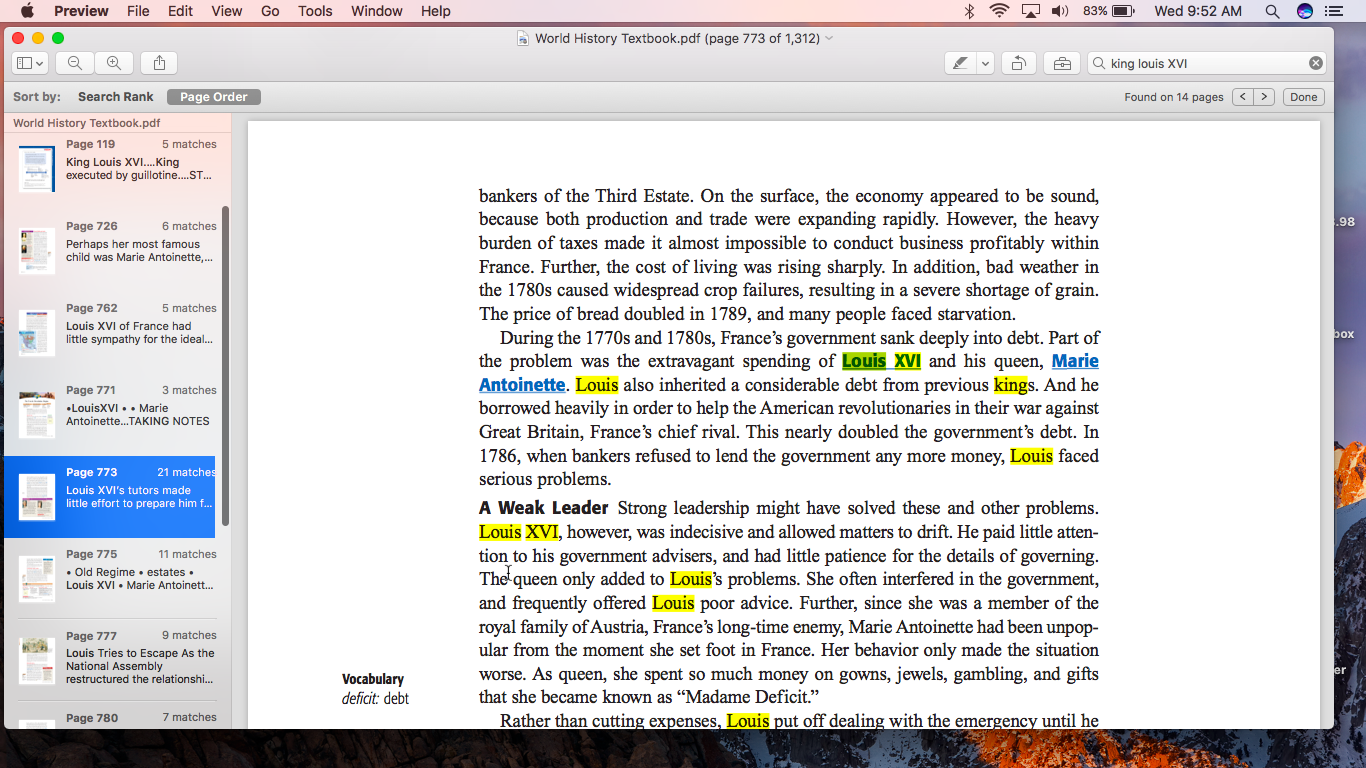 Preview File Edit View Go Tools Window Help 83% Wed 9:52 AM
World History Textbook.pdf (page 773 of 1,312)
king louis XVI
Sort by: Search Rank Page Order Found on 14 pages < > Done
World History Textbook.pdf
Page 119 5 matches
King Louis XVI....King
executed by guillotine....ST...
Page 726 6 matches
Perhaps her most famous
child was Marie Antoinette,...
Page 762 5 matches
Louis XVI of France had
little sympathy for the ideal...
Page 771 3 matches
•LouisXVI • • Marie
Antoinette...TAKING NOTES
Page 773 21 matches
Louis XVI's tutors made
little effort to prepare him f...
Page 775 11 matches
• Old Regime • estates •
Louis XVI • Marie Antoinett...
Page 777 9 matches
Louis Tries to Escape As the
National Assembly
restructured the relationshi...
Page 780 7 matches
bankers of the Third Estate. On the surface, the economy appeared to be sound,
because both production and trade were expanding rapidly. However, the heavy
burden of taxes made it almost impossible to conduct business profitably within
France. Further, the cost of living was rising sharply. In addition, bad weather in
the 1780s caused widespread crop failures, resulting in a severe shortage of grain.
The price of bread doubled in 1789, and many people faced starvation.
During the 1770s and 1780s, France's government sank deeply into debt. Part of
the problem was the extravagant spending of Louis XVI and his queen, Marie
Antoinette. Louis also inherited a considerable debt from previous kings. And he
borrowed heavily in order to help the American revolutionaries in their war against
Great Britain, France's chief rival. This nearly doubled the government's debt. In
1786, when bankers refused to lend the government any more money, Louis faced
serious problems.
A Weak Leader Strong leadership might have solved these and other problems.
Louis XVI, however, was indecisive and allowed matters to drift. He paid little atten-
tion to his government advisers, and had little patience for the details of governing.
The queen only added to Louis's problems. She often interfered in the government,
and frequently offered Louis poor advice. Further, since she was a member of the
royal family of Austria, France's long-time enemy, Marie Antoinette had been unpop-
ular from the moment she set foot in France. Her behavior only made the situation
worse. As queen, she spent so much money on gowns, jewels, gambling, and gifts
that she became known as “Madame Deficit.”
Rather than cutting expenses, Louis put off dealing with the emergency until he
Vocabulary
deficit: debt